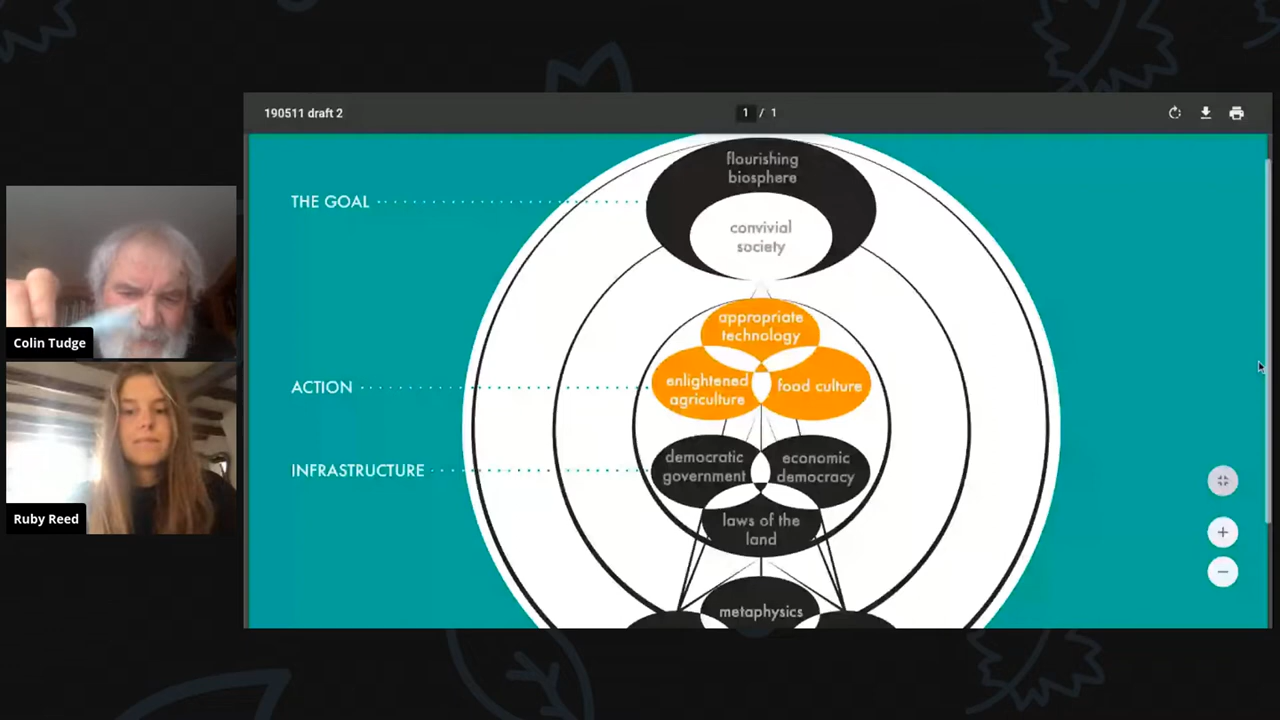 190511 draft 2
1 / 1
flourishing
biosphere
THE GOAL
convivial
society
appropriate
technology
ACTION
enlightened
agriculture
food culture
INFRASTRUCTURE
democratic
government
economic
democracy
laws of the
land
metaphysics
Colin Tudge
Ruby Reed